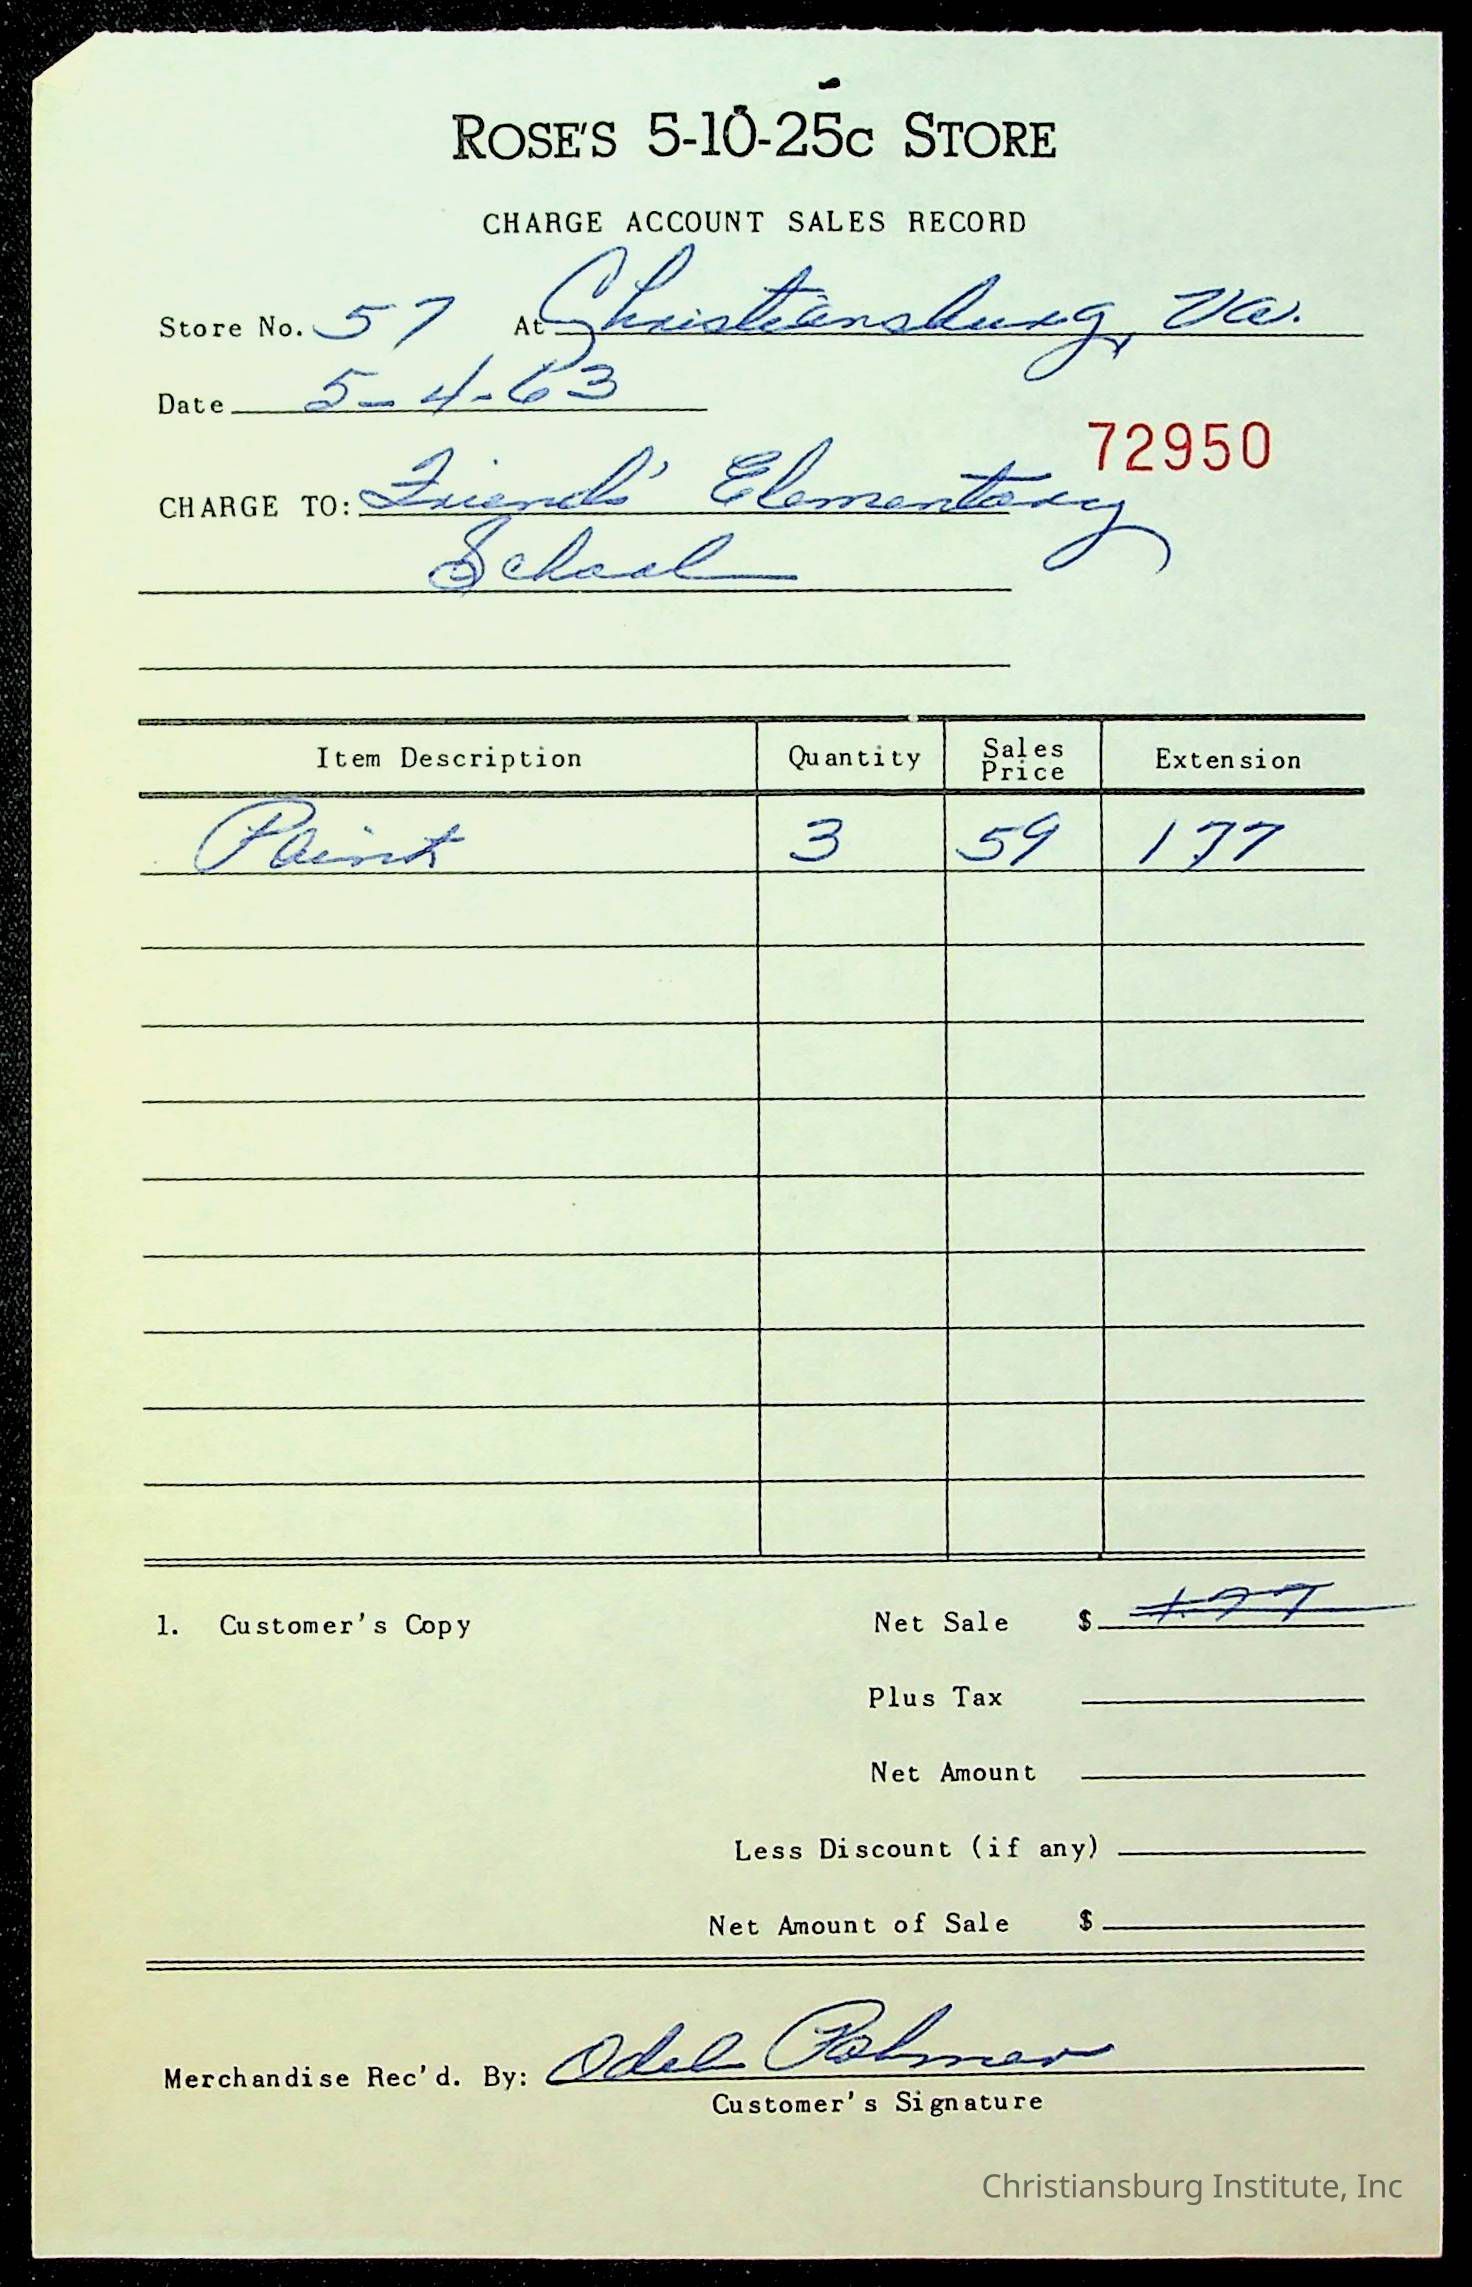 ROSE'S 5-10-25c STORE
CHARGE ACCOUNT SALES RECORD
Store No. 57 At Christiansburg, Va.
Date 5-4-63
72950
CHARGE TO: Friends' Elementary
School
Item Description Quantity Sales Price Extension
Paint 3 59 177
1. Customer's Copy
Net Sale $ 1.77
Plus Tax
Net Amount
Less Discount (if any)
Net Amount of Sale $
Merchandise Rec'd. By: Odel Palmer
Customer's Signature
Christiansburg Institute, Inc